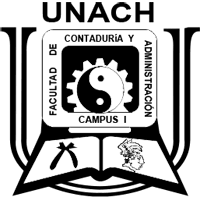 UNACH
FACULTAD DE
CONTADURíA Y
ADMINISTRACIÓN
CAMPUS I